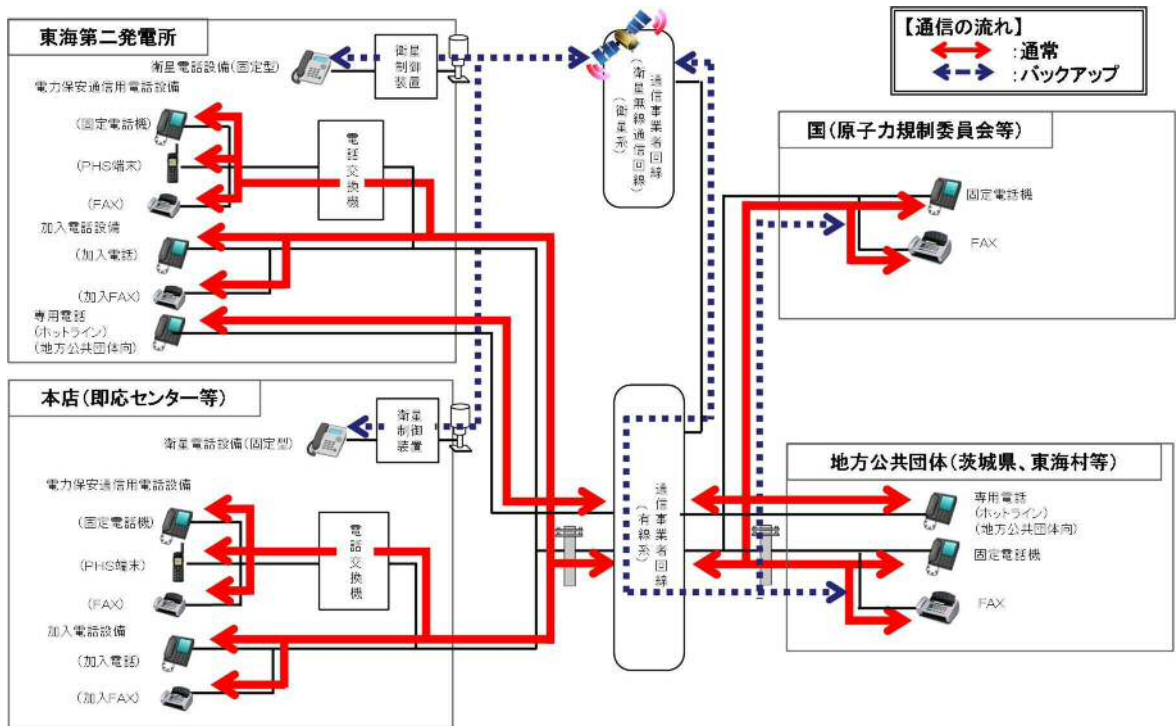 東海第二発電所
衛星電話設備(固定型)
衛星制御装置
電力保安通信用電話設備
(固定電話機)
(PHS端末)
(FAX)
電話交換機
加入電話設備
(加入電話)
(加入FAX)
専用電話
(ホットライン)
(地方公共団体向)
通信事業者回線
(衛星無線通信回線)
(衛星系)
【通信の流れ】
:通常
:バックアップ
国(原子力規制委員会等)
固定電話機
FAX
本店(即応センター等)
衛星電話設備(固定型)
衛星制御装置
電力保安通信用電話設備
(固定電話機)
(PHS端末)
(FAX)
電話交換機
加入電話設備
(加入電話)
(加入FAX)
通信事業者回線
(有線系)
地方公共団体(茨城県、東海村等)
専用電話
(ホットライン)
(地方公共団体向)
固定電話機
FAX